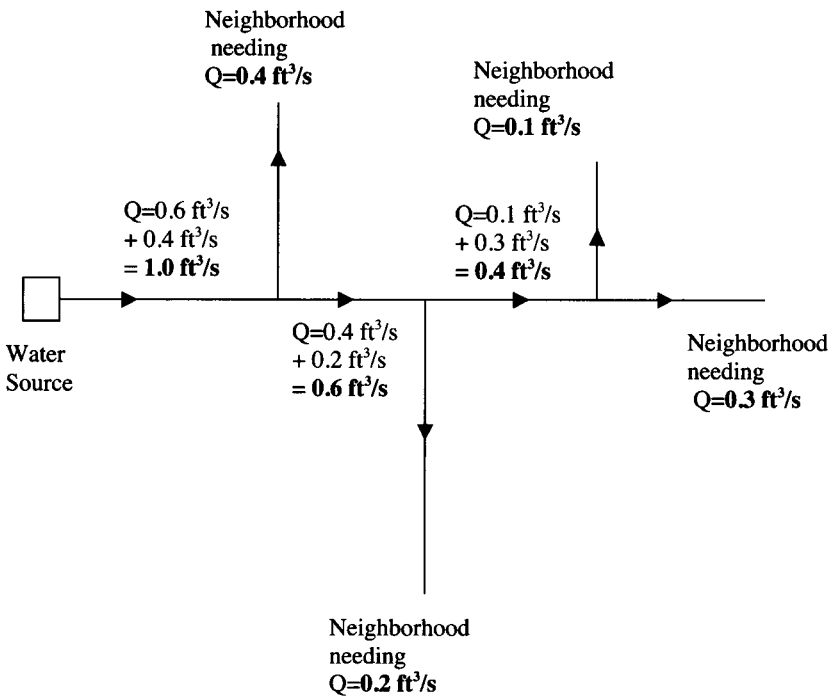 Neighborhood
needing
Q=0.4 ft³/s
Neighborhood
needing
Q=0.1 ft³/s
Q=0.6 ft³/s
+ 0.4 ft³/s
= 1.0 ft³/s
Q=0.1 ft³/s
+ 0.3 ft³/s
= 0.4 ft³/s
Water
Source
Q=0.4 ft³/s
+ 0.2 ft³/s
= 0.6 ft³/s
Neighborhood
needing
Q=0.3 ft³/s
Neighborhood
needing
Q=0.2 ft³/s